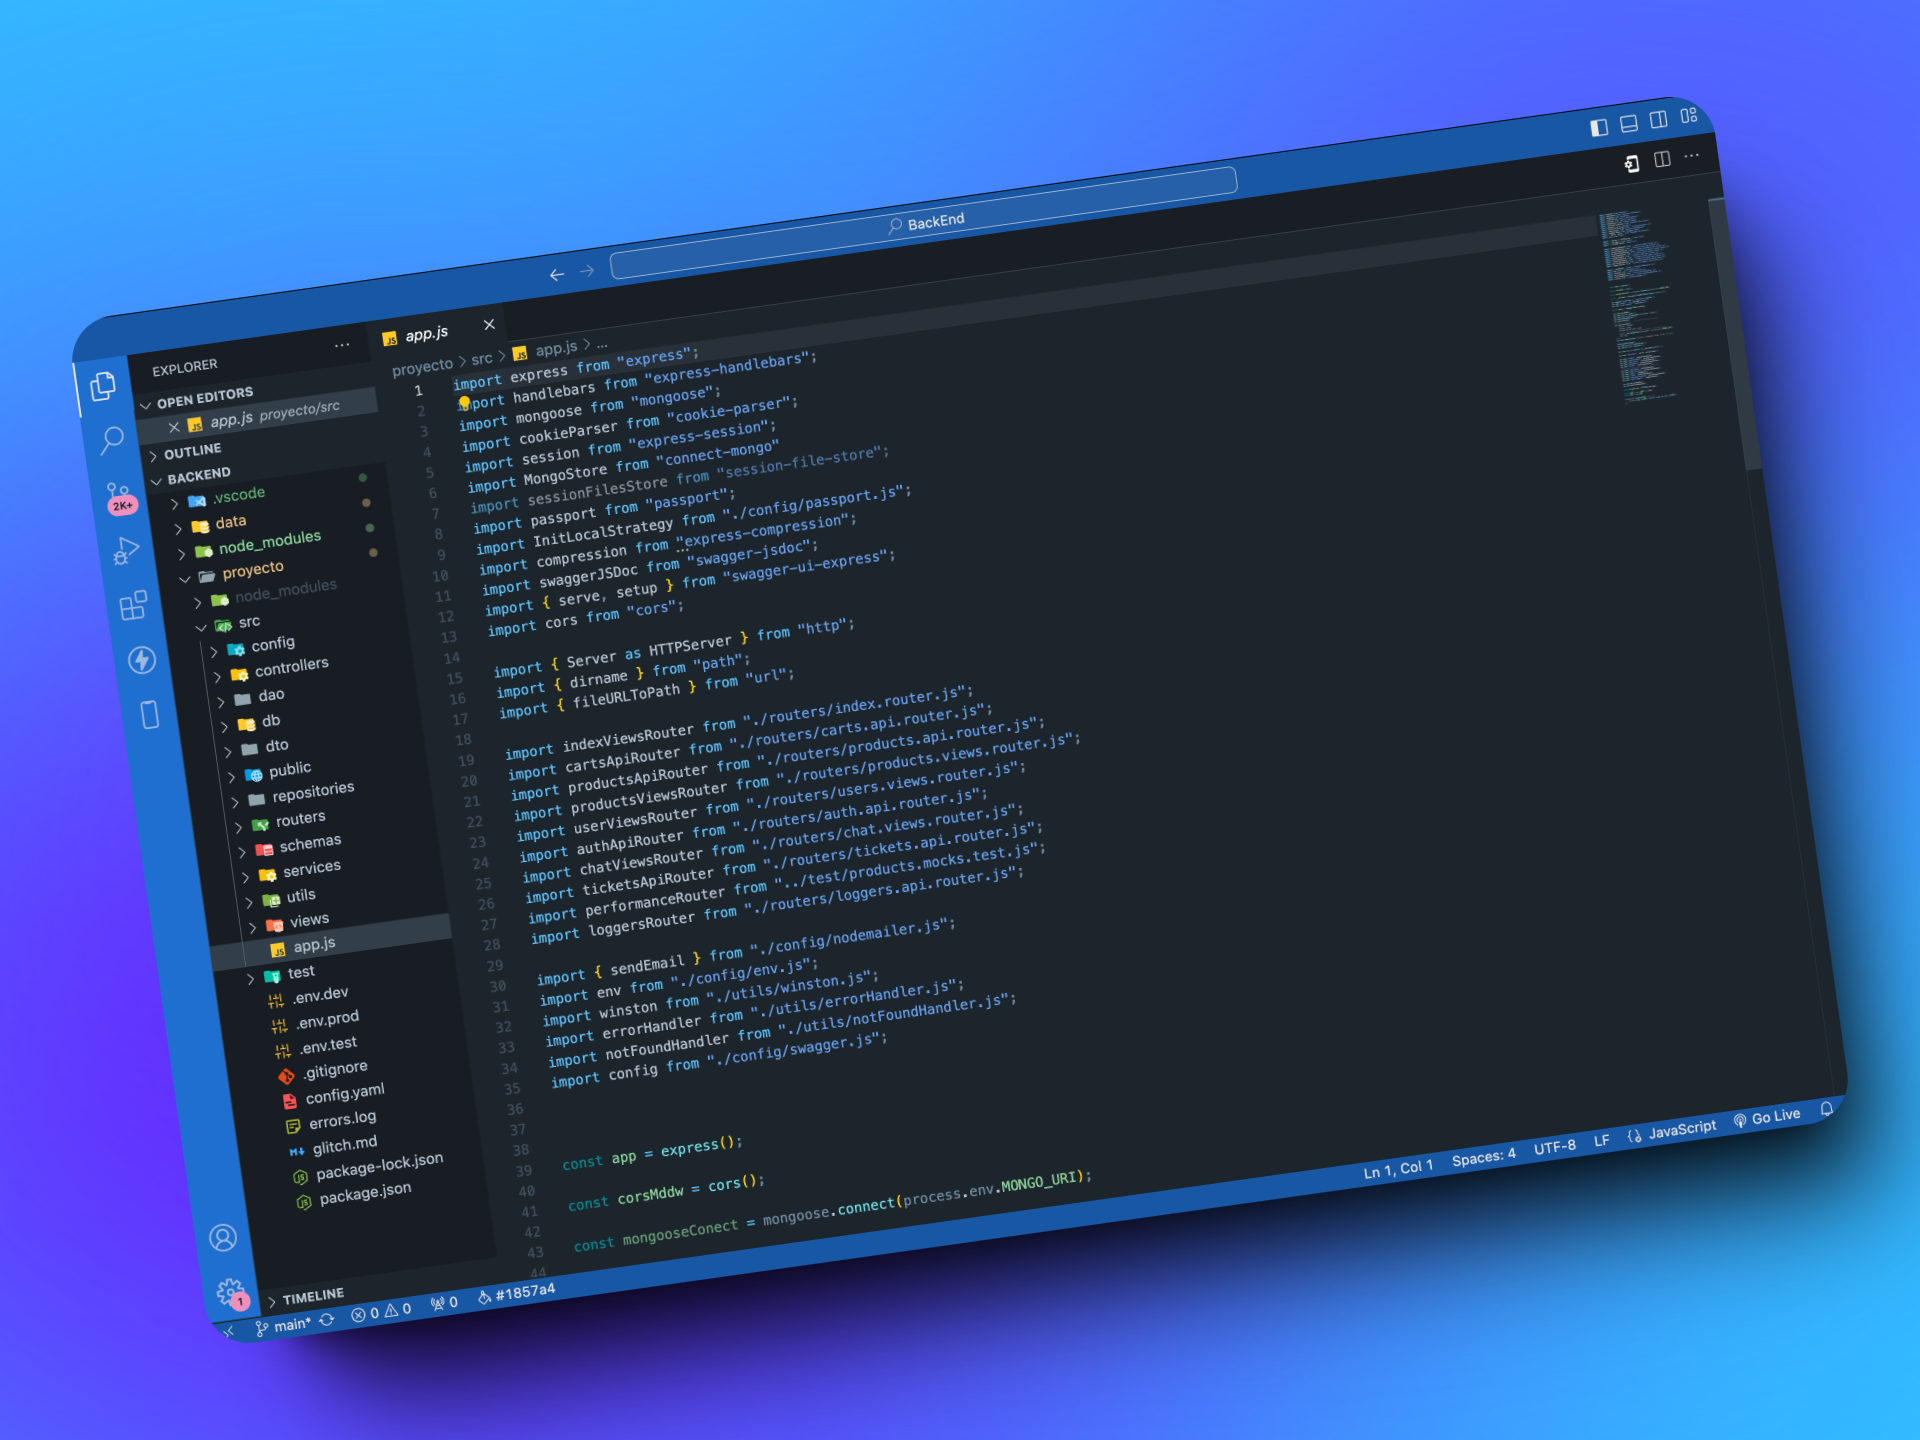 BackEnd
EXPLORER
OPEN EDITORS
app.js proyecto/src
OUTLINE
BACKEND
.vscode
data
node_modules
proyecto
node_modules
src
config
controllers
dao
db
dto
public
repositories
routers
schemas
services
utils
views
app.js
test
.env.dev
.env.prod
.env.test
.gitignore
config.yaml
errors.log
glitch.md
package-lock.json
package.json
TIMELINE
2K+
1
app.js
proyecto > src > app.js > ...
1 import express from "express";
2 import handlebars from "express-handlebars";
3 import mongoose from "mongoose";
4 import cookieParser from "cookie-parser";
5 import session from "express-session";
6 import MongoStore from "connect-mongo"
7 import sessionFilesStore from "session-file-store";
8 import passport from "passport";
9 import InitLocalStrategy from "./config/passport.js";
10 import compression from "express-compression";
11 import swaggerJSDoc from "swagger-jsdoc";
12 import { serve, setup } from "swagger-ui-express";
13 import cors from "cors";
14
15 import { Server as HTTPServer } from "http";
16 import { dirname } from "path";
17 import { fileURLToPath } from "url";
18
19 import indexViewsRouter from "./routers/index.router.js";
20 import cartsApiRouter from "./routers/carts.api.router.js";
21 import productsApiRouter from "./routers/products.api.router.js";
22 import productsViewsRouter from "./routers/products.views.router.js";
23 import userViewsRouter from "./routers/users.views.router.js";
24 import authApiRouter from "./routers/auth.api.router.js";
25 import chatViewsRouter from "./routers/chat.views.router.js";
26 import ticketsApiRouter from "./routers/tickets.api.router.js";
27 import performanceRouter from "../test/products.mocks.test.js";
28 import loggersRouter from "./routers/loggers.api.router.js";
29
30 import { sendEmail } from "./config/nodemailer.js";
31 import env from "./config/env.js";
32 import winston from "./utils/winston.js";
33 import errorHandler from "./utils/errorHandler.js";
34 import notFoundHandler from "./utils/notFoundHandler.js";
35 import config from "./config/swagger.js";
36
37
38
39 const app = express();
40
41 const corsMddw = cors();
42
43 const mongooseConect = mongoose.connect(process.env.MONGO_URI);
44
main* 0 0 0 #1857a4
Ln 1, Col 1 Spaces: 4 UTF-8 LF JavaScript Go Live